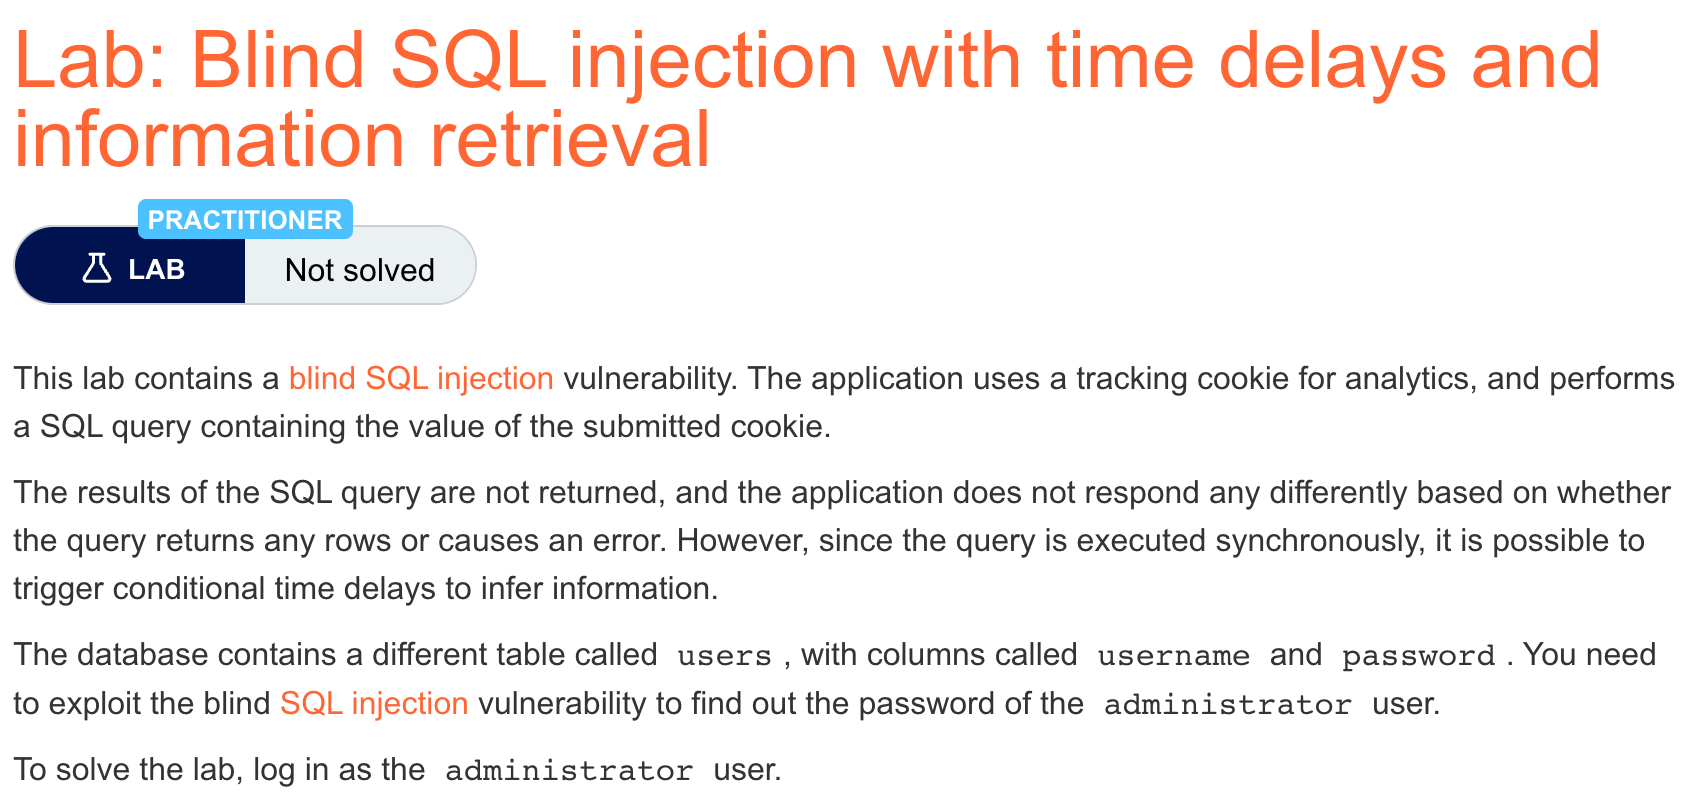 Lab: Blind SQL injection with time delays and
information retrieval
PRACTITIONER
LAB Not solved
This lab contains a blind SQL injection vulnerability. The application uses a tracking cookie for analytics, and performs
a SQL query containing the value of the submitted cookie.
The results of the SQL query are not returned, and the application does not respond any differently based on whether
the query returns any rows or causes an error. However, since the query is executed synchronously, it is possible to
trigger conditional time delays to infer information.
The database contains a different table called users , with columns called username and password . You need
to exploit the blind SQL injection vulnerability to find out the password of the administrator user.
To solve the lab, log in as the administrator user.